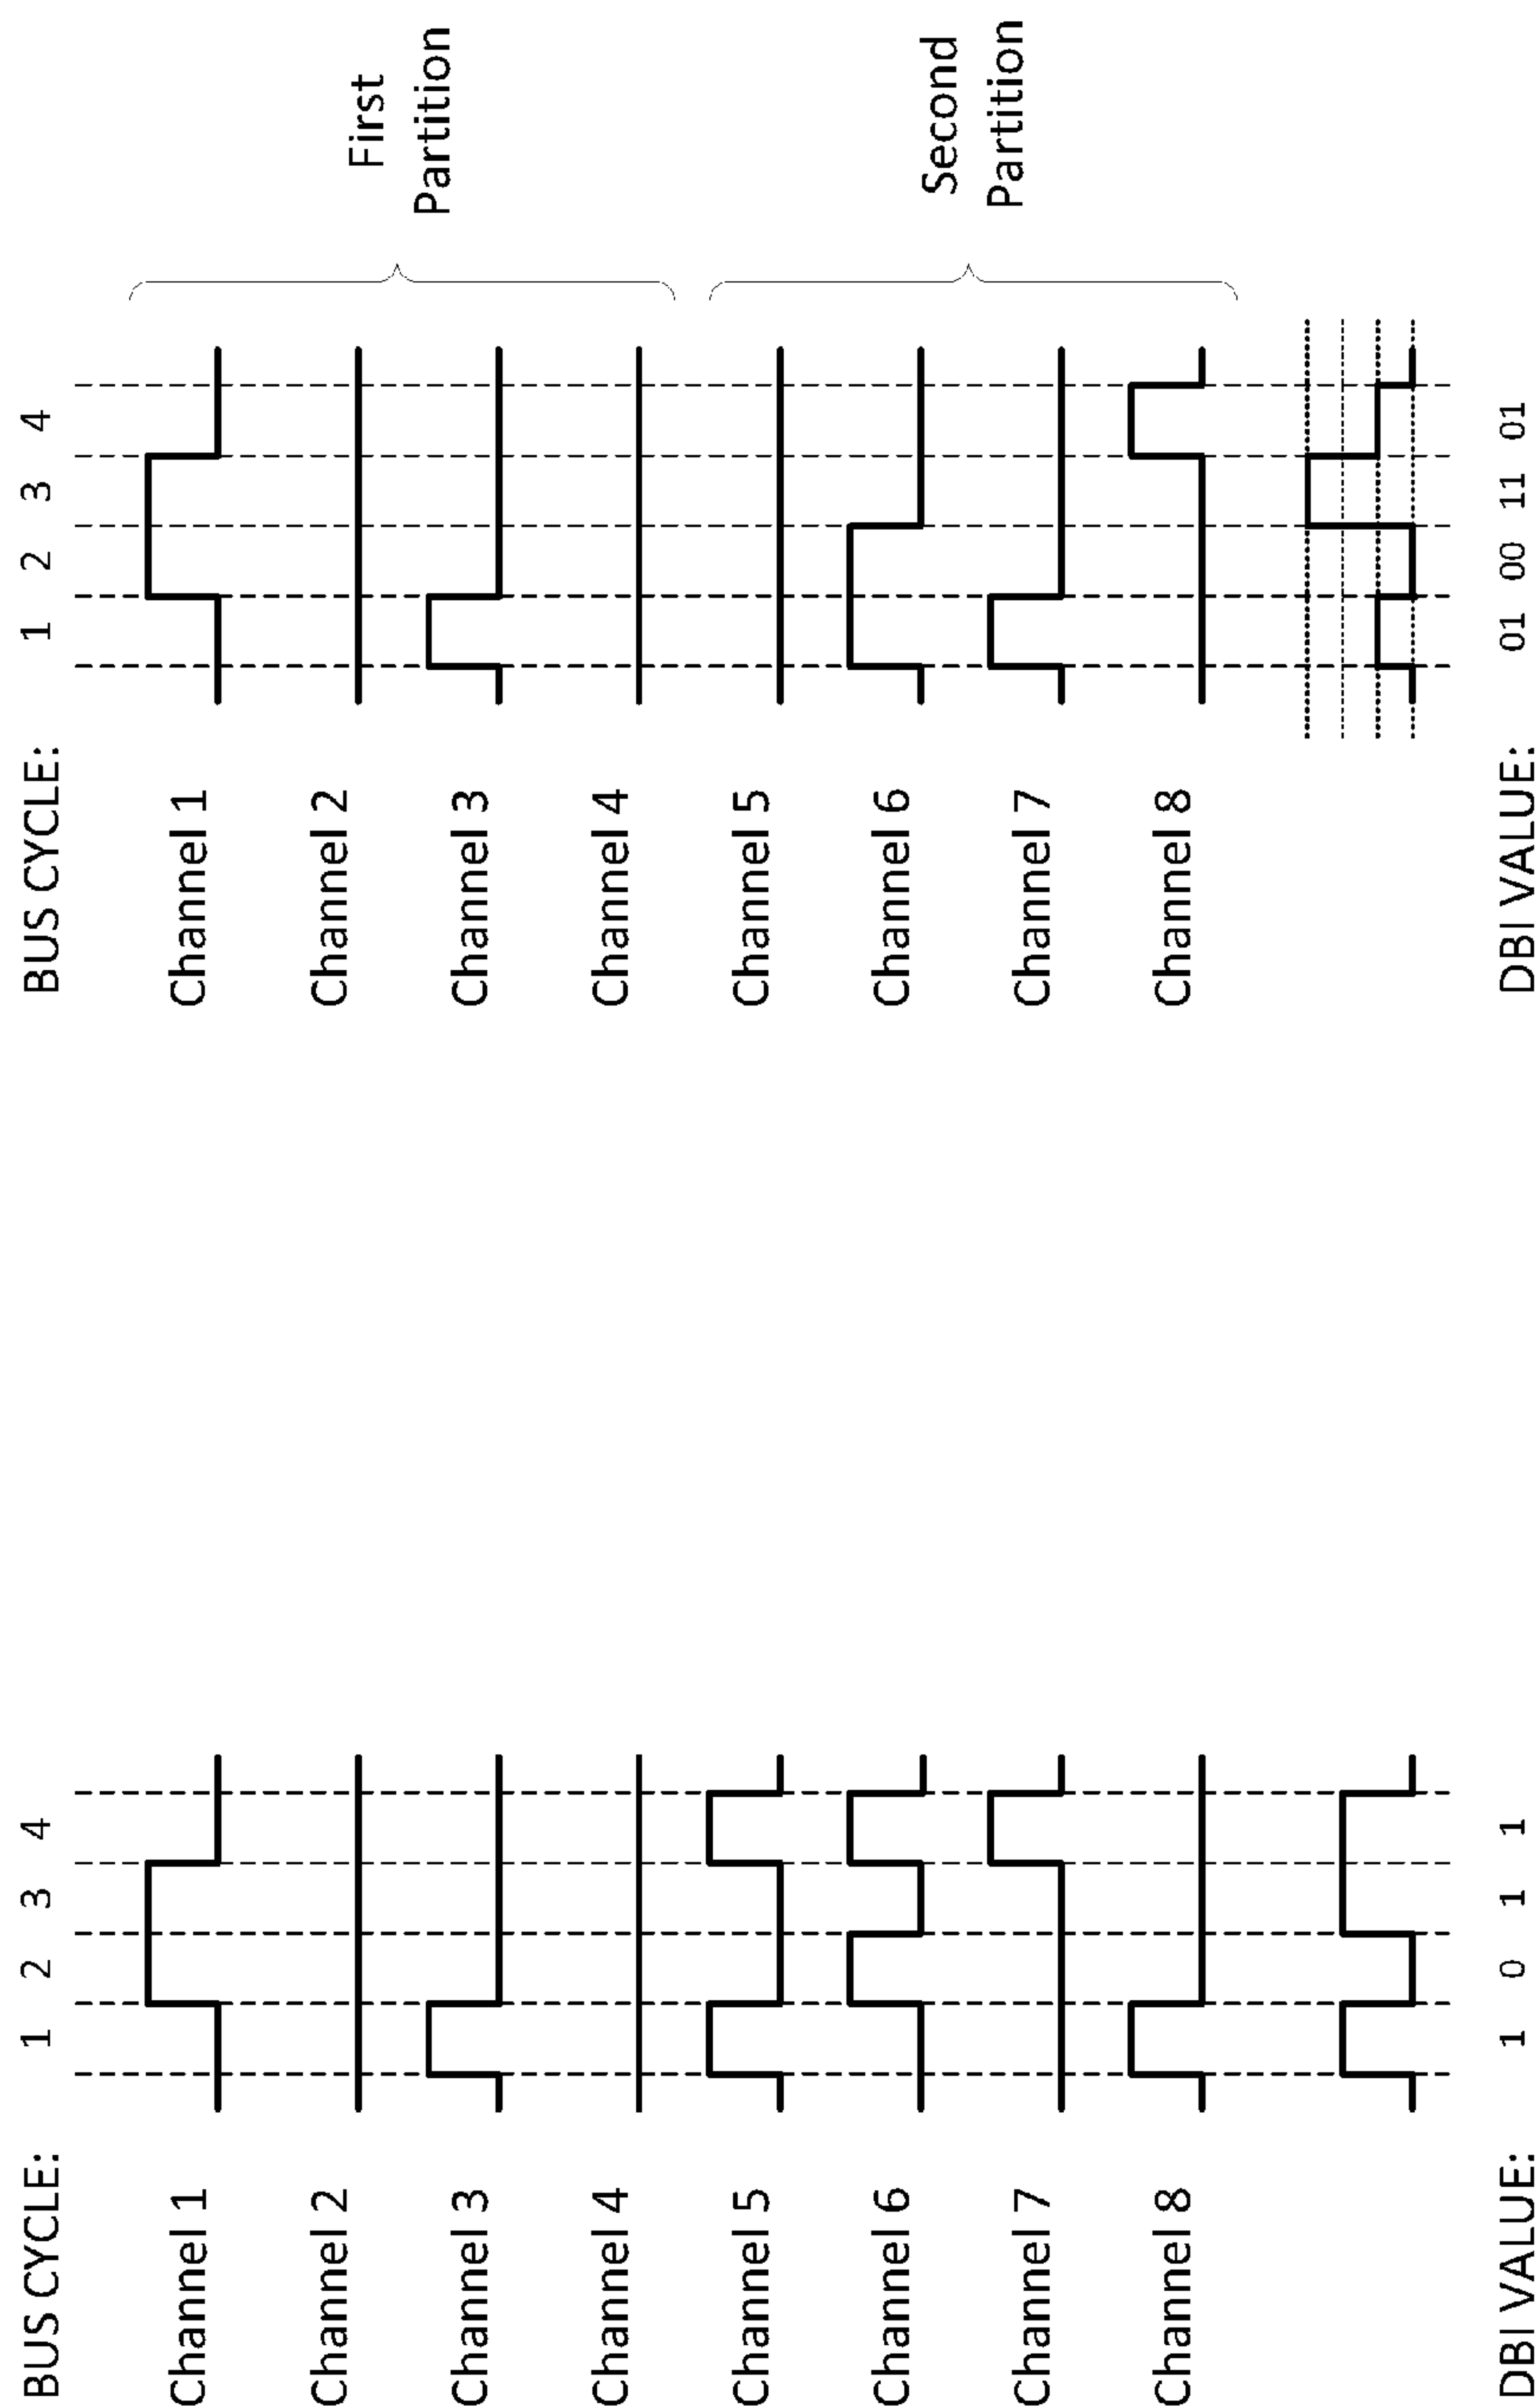 BUS CYCLE: 1 2 3 4
Channel 1
Channel 2
Channel 3
Channel 4
Channel 5
Channel 6
Channel 7
Channel 8
DBI VALUE: 1 0 1 1
BUS CYCLE: 1 2 3 4
Channel 1
Channel 2
Channel 3
Channel 4
Channel 5
Channel 6
Channel 7
Channel 8
DBI VALUE: 01 00 11 01
First
Partition
Second
Partition